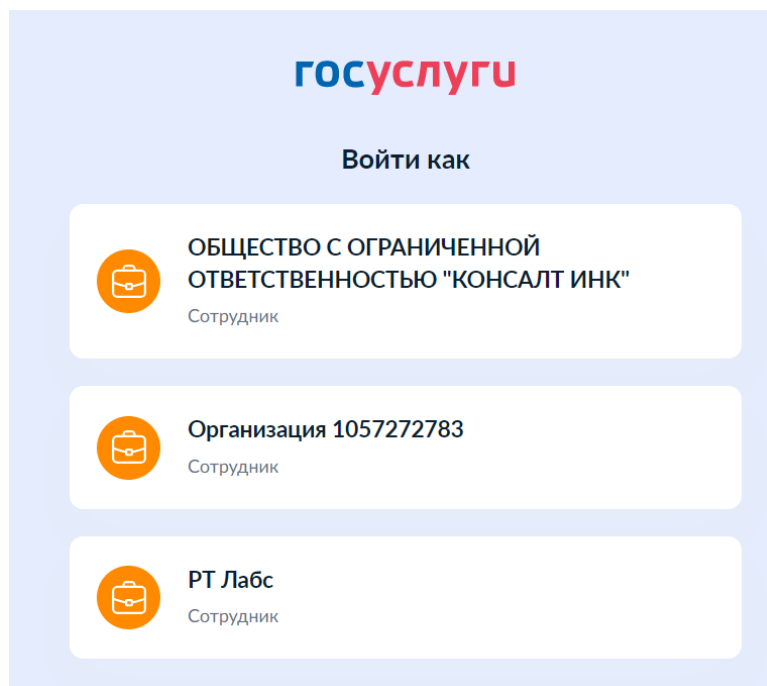 госуслуги
Войти как
ОБЩЕСТВО С ОГРАНИЧЕННОЙ
ОТВЕТСТВЕННОСТЬЮ "КОНСАЛТ ИНК"
Сотрудник
Организация 1057272783
Сотрудник
РТ Лабс
Сотрудник